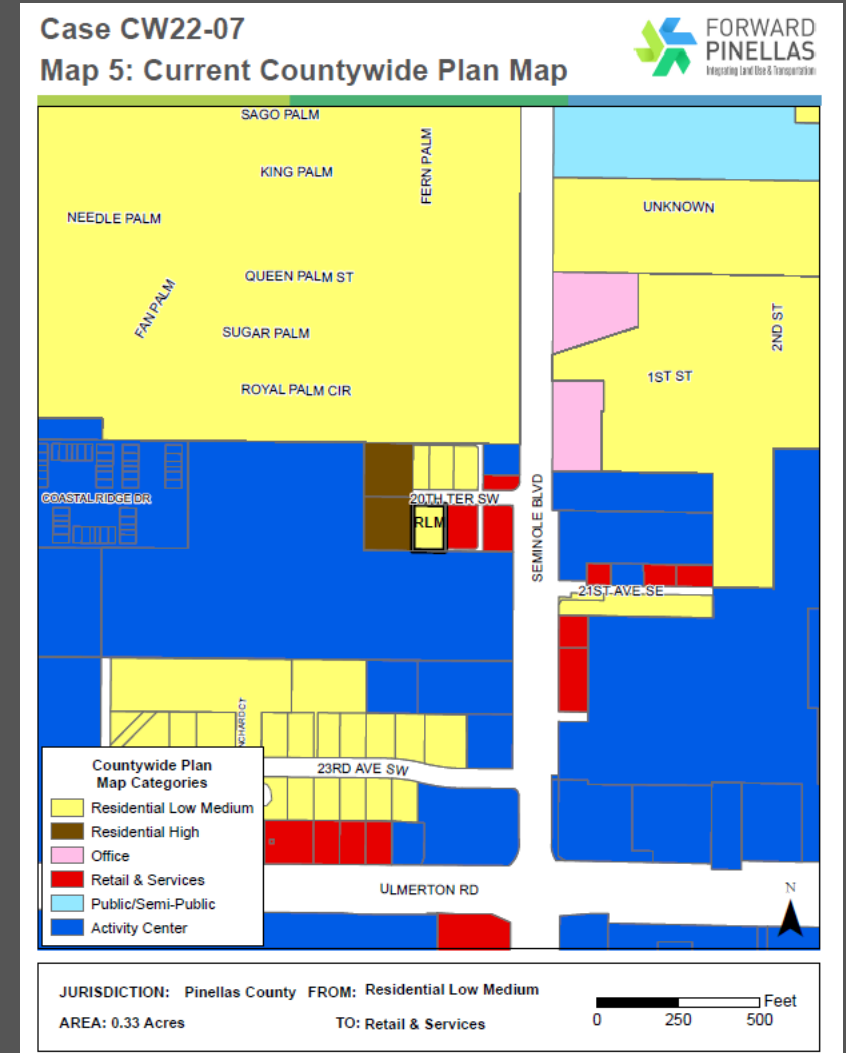 Case CW22-07
Map 5: Current Countywide Plan Map
FORWARD
PINELLAS
Integrating Land Use & Transportation
SAGO PALM
FERN PALM
KING PALM
NEEDLE PALM
UNKNOWN
QUEEN PALM ST
FAN PALM
SUGAR PALM
2ND ST
1ST ST
ROYAL PALM CIR
COASTAL RIDGE DR
20TH TER SW
RLM
SEMINOLE BLVD
21ST AVE SE
NCHARD CT
23RD AVE SW
Countywide Plan
Map Categories
Residential Low Medium
Residential High
Office
Retail & Services
Public/Semi-Public
Activity Center
ULMERTON RD
N
JURISDICTION: Pinellas County FROM: Residential Low Medium
AREA: 0.33 Acres TO: Retail & Services
Feet
0 250 500